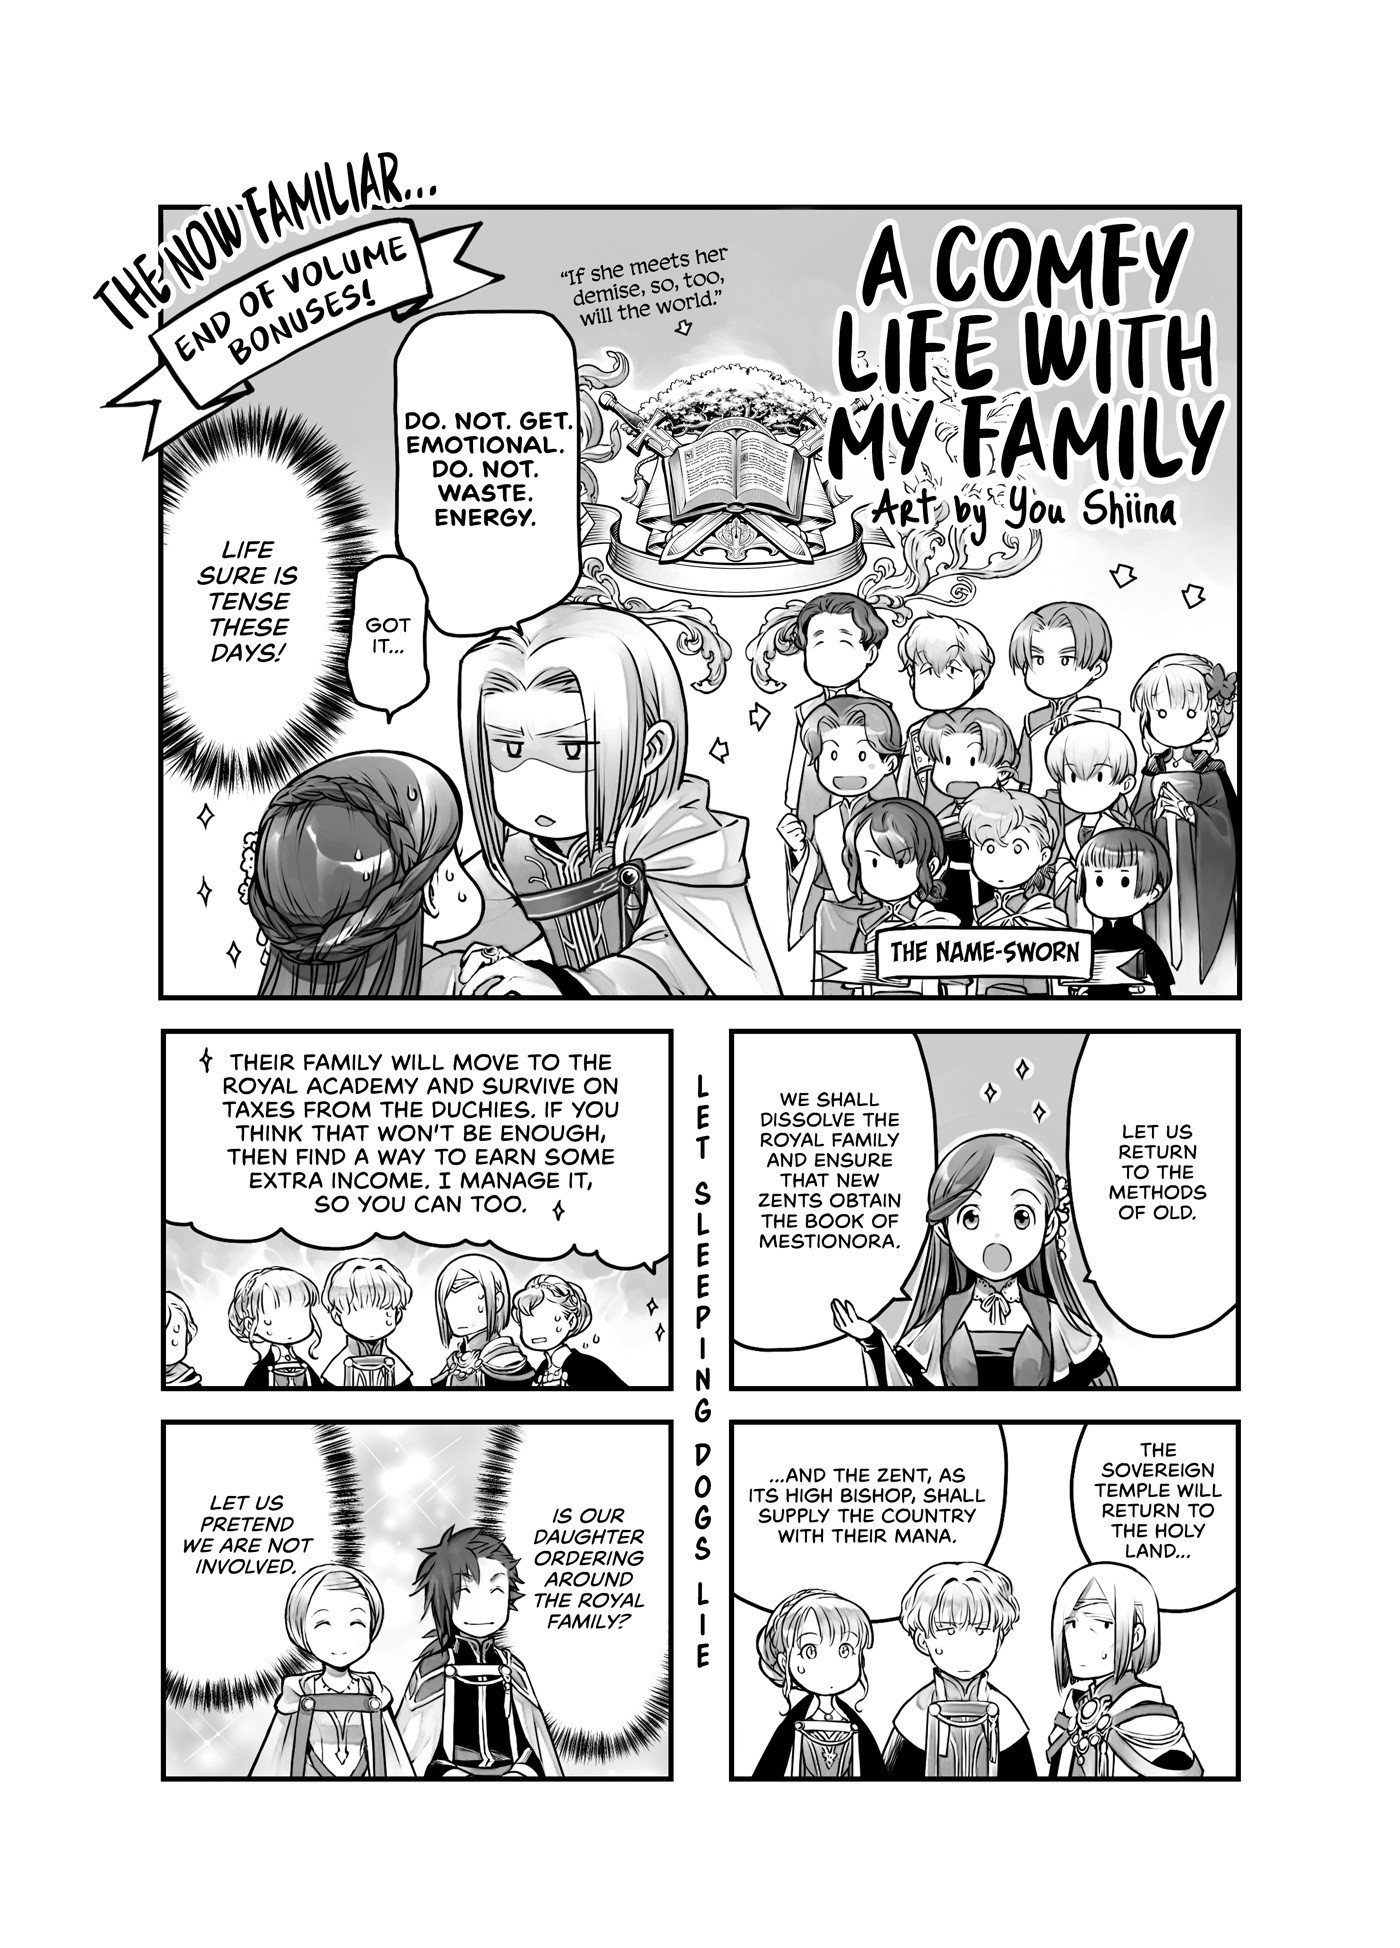 THE NOW FAMILIAR...
END OF VOLUME
BONUSES!
A COMFY
LIFE WITH
MY FAMILY
Art by You Shiina
"If she meets her
demise, so, too,
will the world."
DO. NOT. GET.
EMOTIONAL.
DO. NOT.
WASTE.
ENERGY.
GOT
IT...
LIFE
SURE IS
TENSE
THESE
DAYS!
THE NAME-SWORN
LET SLEEPING DOGS LIE
LET US
RETURN
TO THE
METHODS
OF OLD.
WE SHALL
DISSOLVE THE
ROYAL FAMILY
AND ENSURE
THAT NEW
ZENTS OBTAIN
THE BOOK OF
MESTIONORA.
THE
SOVEREIGN
TEMPLE WILL
RETURN TO
THE HOLY
LAND...
...AND THE ZENT, AS
ITS HIGH BISHOP, SHALL
SUPPLY THE COUNTRY
WITH THEIR MANA.
THEIR FAMILY WILL MOVE TO THE
ROYAL ACADEMY AND SURVIVE ON
TAXES FROM THE DUCHIES. IF YOU
THINK THAT WON'T BE ENOUGH,
THEN FIND A WAY TO EARN SOME
EXTRA INCOME. I MANAGE IT,
SO YOU CAN TOO.
IS OUR
DAUGHTER
ORDERING
AROUND
THE ROYAL
FAMILY?
LET US
PRETEND
WE ARE NOT
INVOLVED.